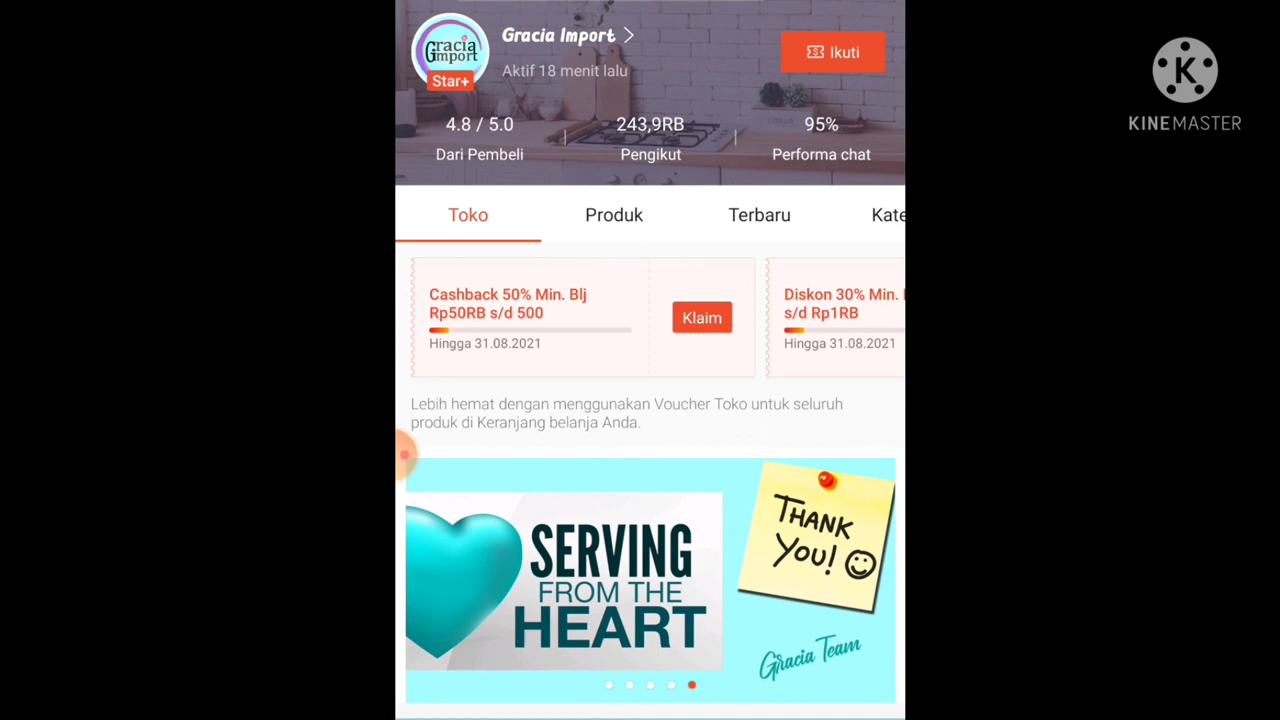 Gracia
import
Star+
Gracia Import
Aktif 18 menit lalu
Ikuti
4.8 / 5.0
243,9RB
95%
Dari Pembeli
Pengikut
Performa chat
Toko
Produk
Terbaru
Kate
Cashback 50% Min. Blj
Rp50RB s/d 500
Hingga 31.08.2021
Klaim
Diskon 30% Min.
s/d Rp1RB
Hingga 31.08.2021
Lebih hemat dengan menggunakan Voucher Toko untuk seluruh
produk di Keranjang belanja Anda.
SERVING
FROM THE
HEART
THANK
YOU!
Gracia Team
K
KINEMASTER